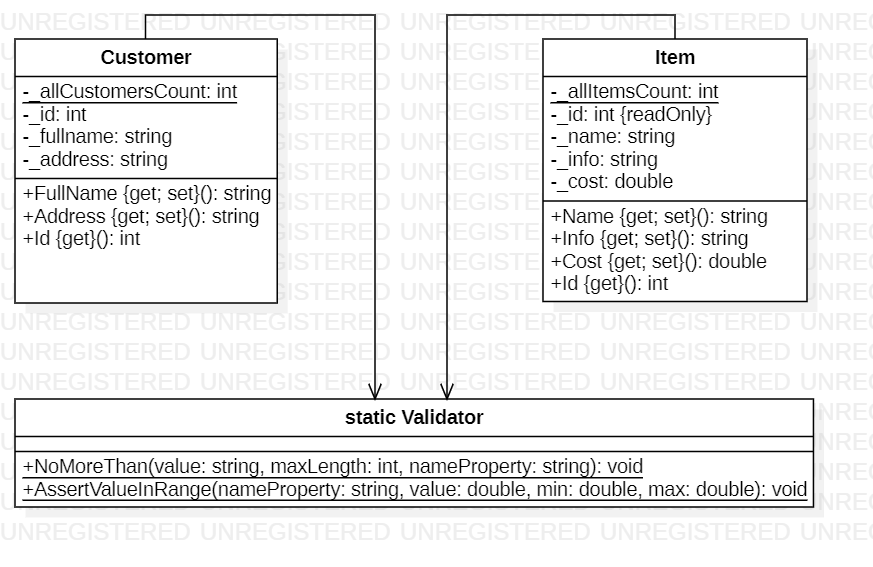 Customer
-_allCustomersCount: int
-_id: int
-_fullname: string
-_address: string
+FullName {get; set}(): string
+Address {get; set}(): string
+Id {get}(): int
Item
-_allItemsCount: int
-_id: int {readOnly}
-_name: string
-_info: string
-_cost: double
+Name {get; set}(): string
+Info {get; set}(): string
+Cost {get; set}(): double
+Id {get}(): int
static Validator
+NoMoreThan(value: string, maxLength: int, nameProperty: string): void
+AssertValueInRange(nameProperty: string, value: double, min: double, max: double): void
UNREGISTERED UNREGISTERED UNREGISTERED UNREGISTERED UNRE